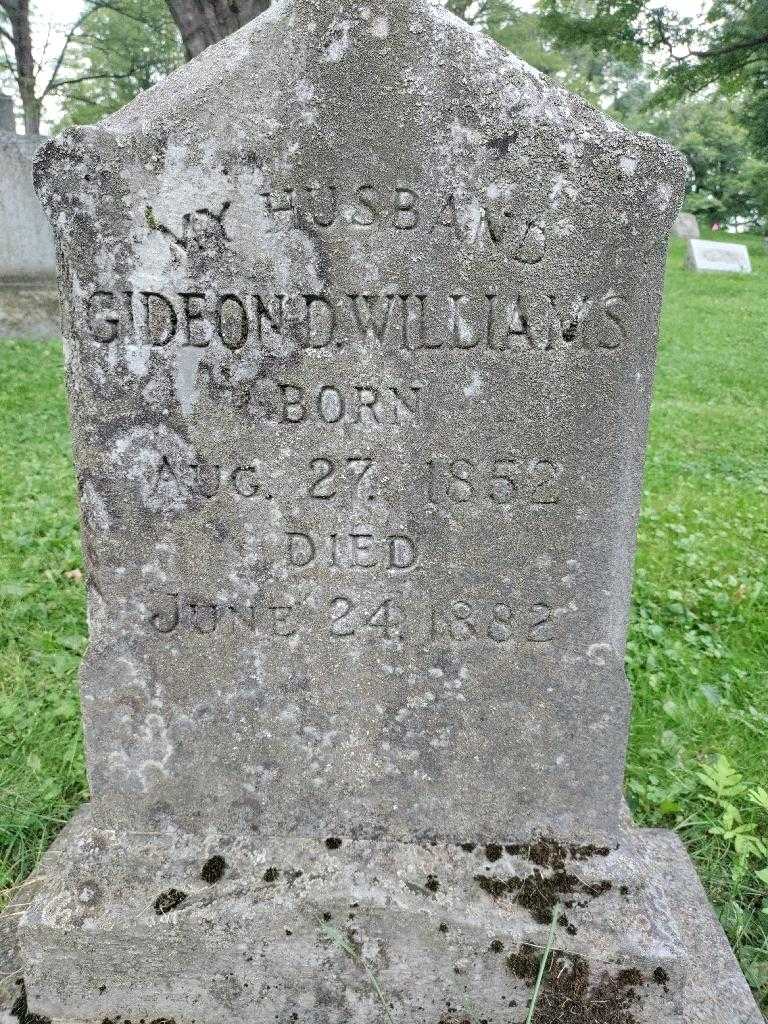 MY HUSBAND
GIDEON D. WILLIAMS
BORN
AUG. 27, 1852
DIED
JUNE 24, 1882